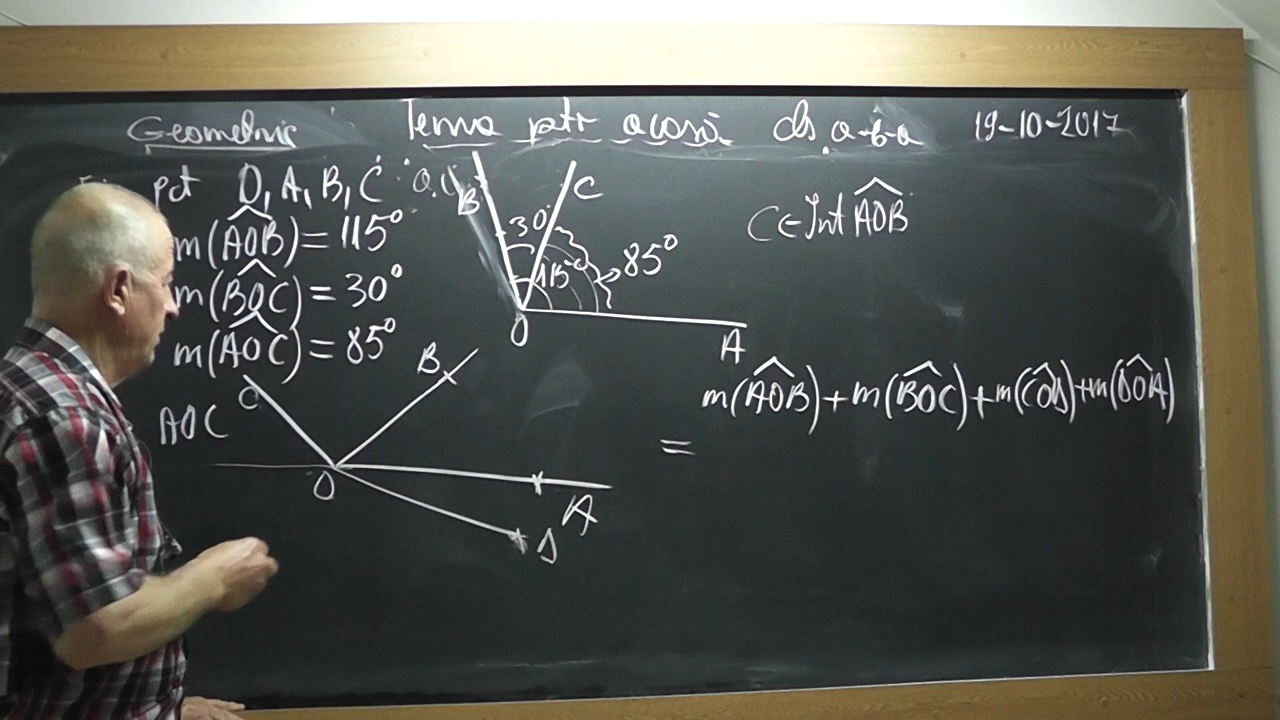 Geometrie Tema ptr acasă cls a-6-a 19-10-2017
pct O, A, B, C a.î.
m(AOB) = 115°
m(BOC) = 30°
m(AOC) = 85°
B
C
30°
115°
85°
O
A
C ∈ Int AOB
AOC
C
B
O
A
D
m(AOB) + m(BOC) + m(COD) + m(DOA)
=